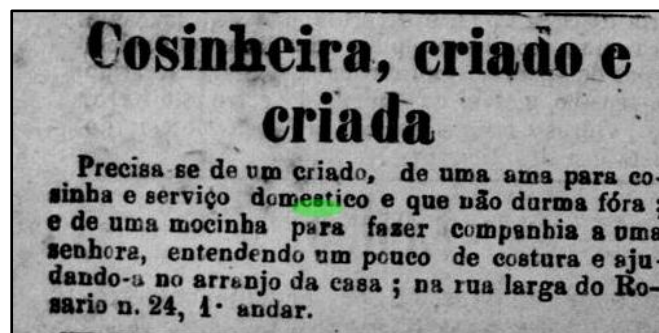 Cosinheira, criado e
criada
Precisa se de um criado, de uma ama para co-
sinha e serviço domestico e que não durma fóra ;
e de uma mocinha para fazer companhia a uma
senhora, entendendo um pouco de costura e aju-
dando-a no arranjo da casa ; na rua larga do Ro-
sario n. 24, 1· andar.